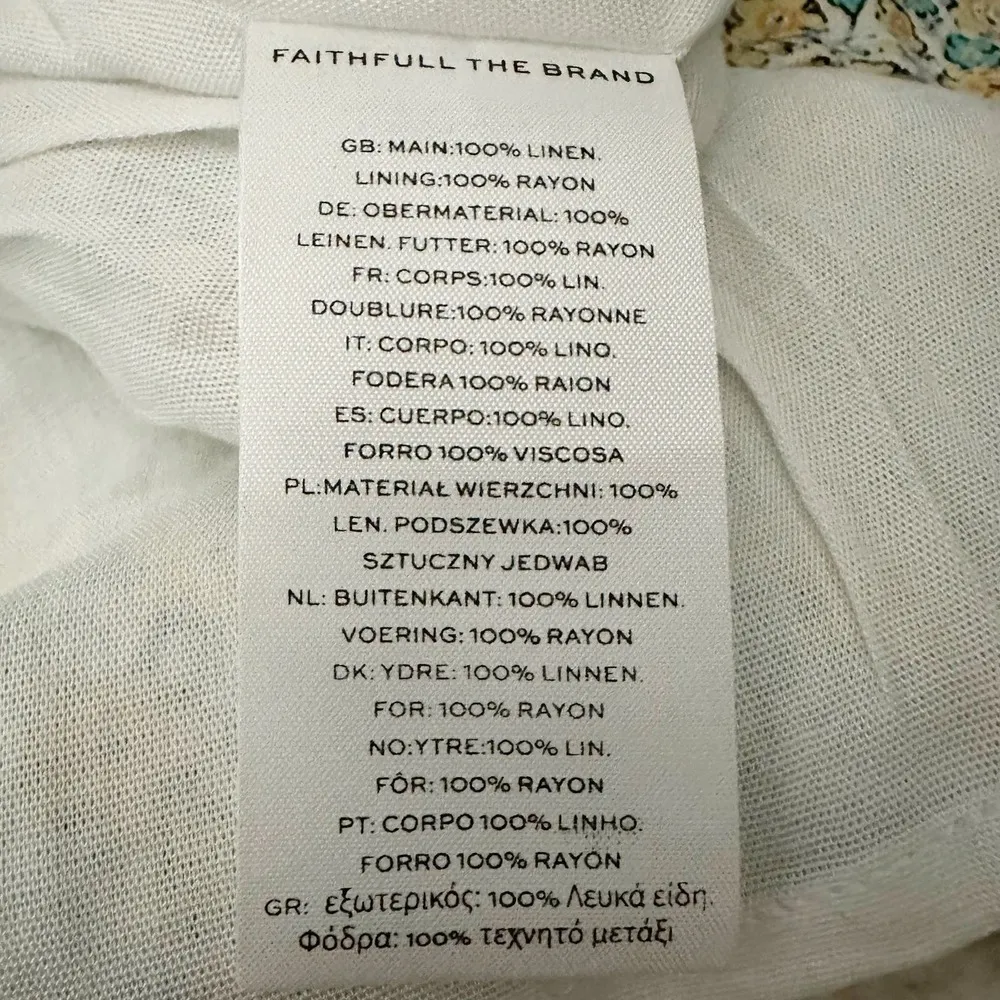 FAITHFULL THE BRAND
GB: MAIN:100% LINEN.
LINING:100% RAYON
DE: OBERMATERIAL: 100%
LEINEN. FUTTER: 100% RAYON
FR: CORPS:100% LIN.
DOUBLURE:100% RAYONNE
IT: CORPO: 100% LINO.
FODERA 100% RAION
ES: CUERPO:100% LINO.
FORRO 100% VISCOSA
PL:MATERIAŁ WIERZCHNI: 100%
LEN. PODSZEWKA:100%
SZTUCZNY JEDWAB
NL: BUITENKANT: 100% LINNEN.
VOERING: 100% RAYON
DK: YDRE: 100% LINNEN.
FOR: 100% RAYON
NO:YTRE:100% LIN.
FÔR: 100% RAYON
PT: CORPO 100% LINHO.
FORRO 100% RAYÓN
GR: εξωτερικός: 100% Λευκά είδη.
Φόδρα: 100% τεχνητό μετάξι